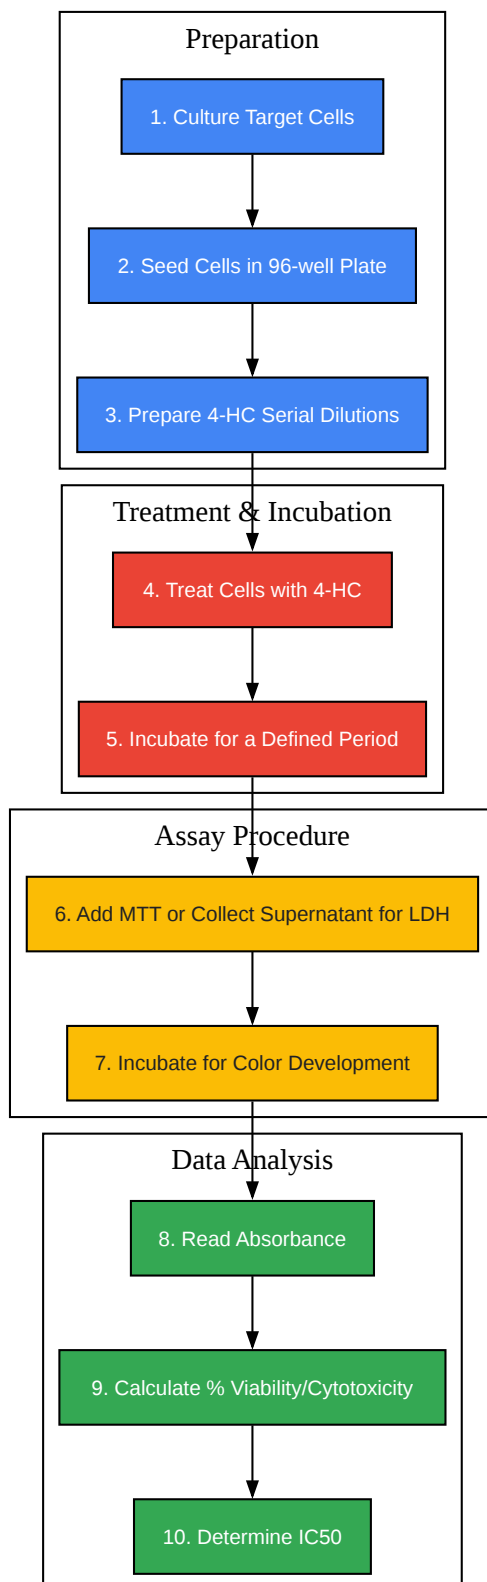 Preparation
1. Culture Target Cells
2. Seed Cells in 96-well Plate
3. Prepare 4-HC Serial Dilutions
Treatment & Incubation
4. Treat Cells with 4-HC
5. Incubate for a Defined Period
Assay Procedure
6. Add MTT or Collect Supernatant for LDH
7. Incubate for Color Development
Data Analysis
8. Read Absorbance
9. Calculate % Viability/Cytotoxicity
10. Determine IC50